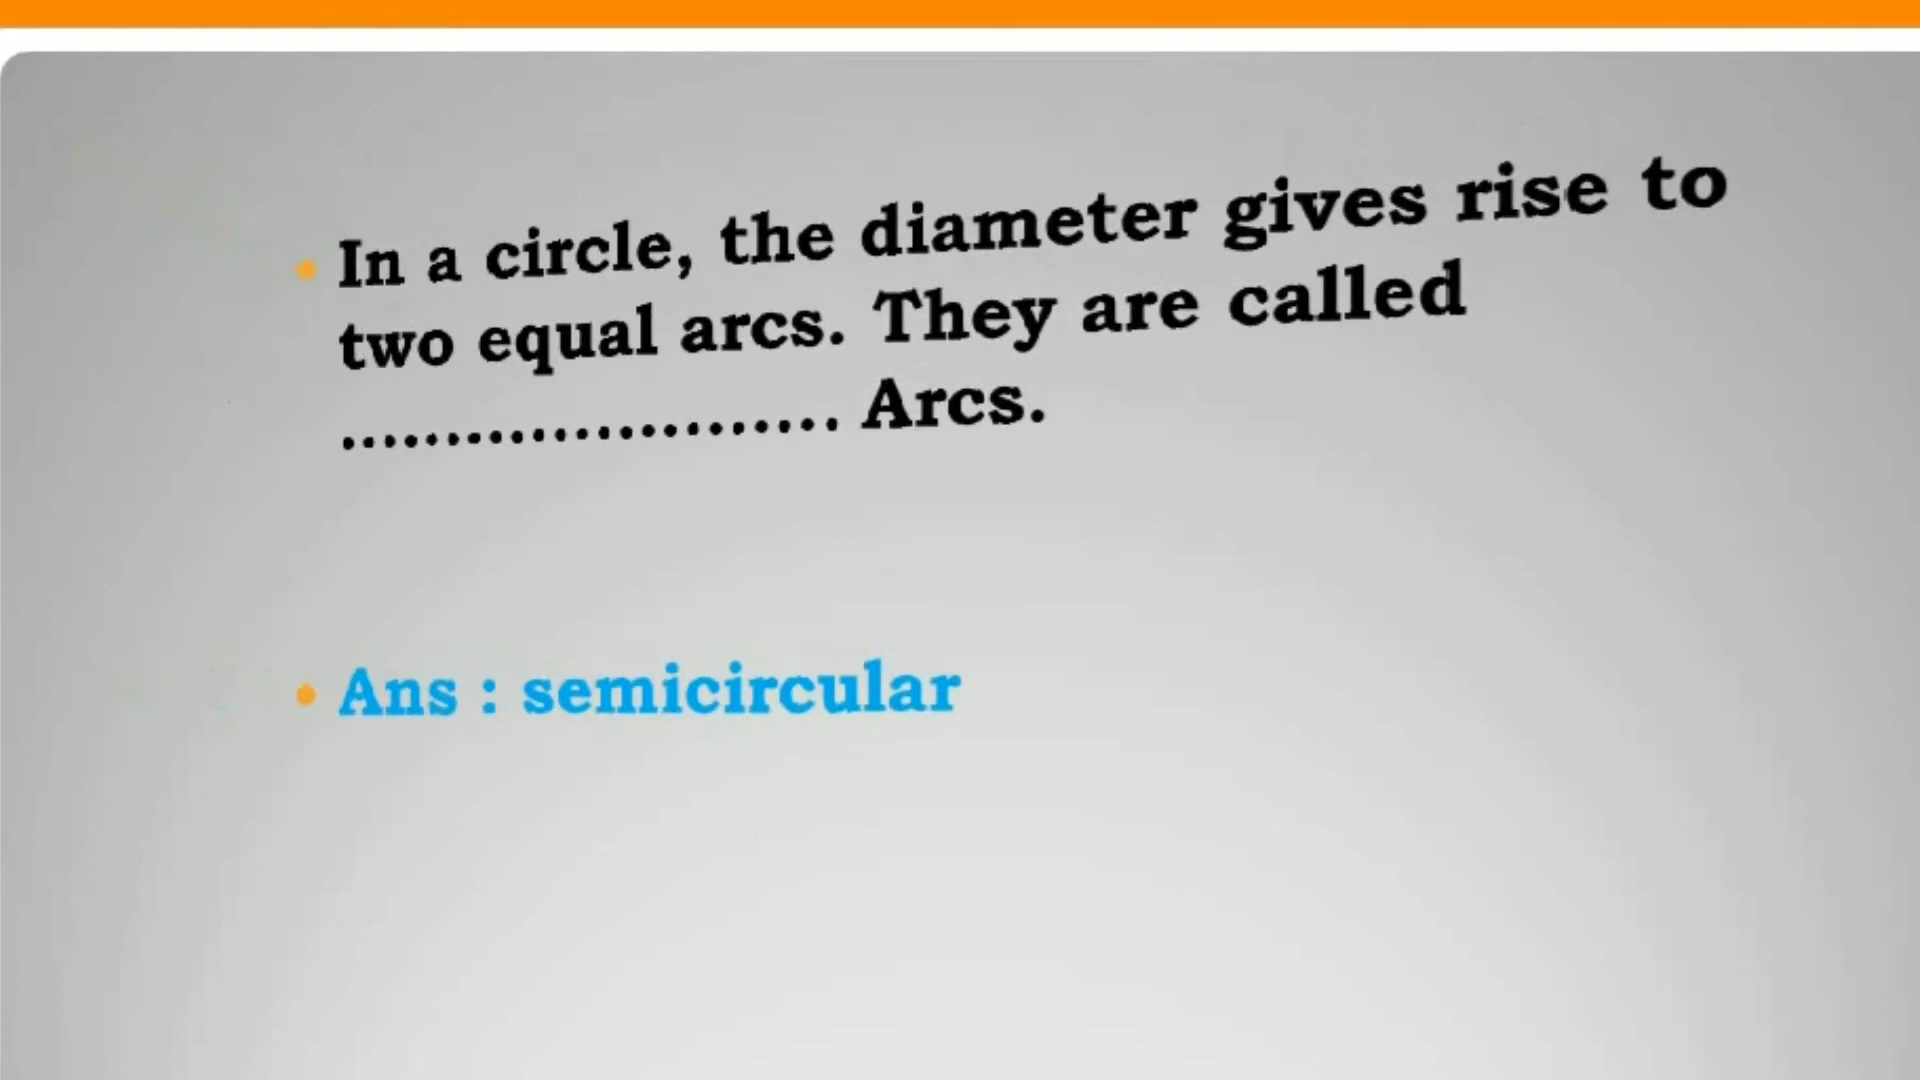 In a circle, the diameter gives rise to
two equal arcs. They are called
........................ Arcs.
Ans : semicircular